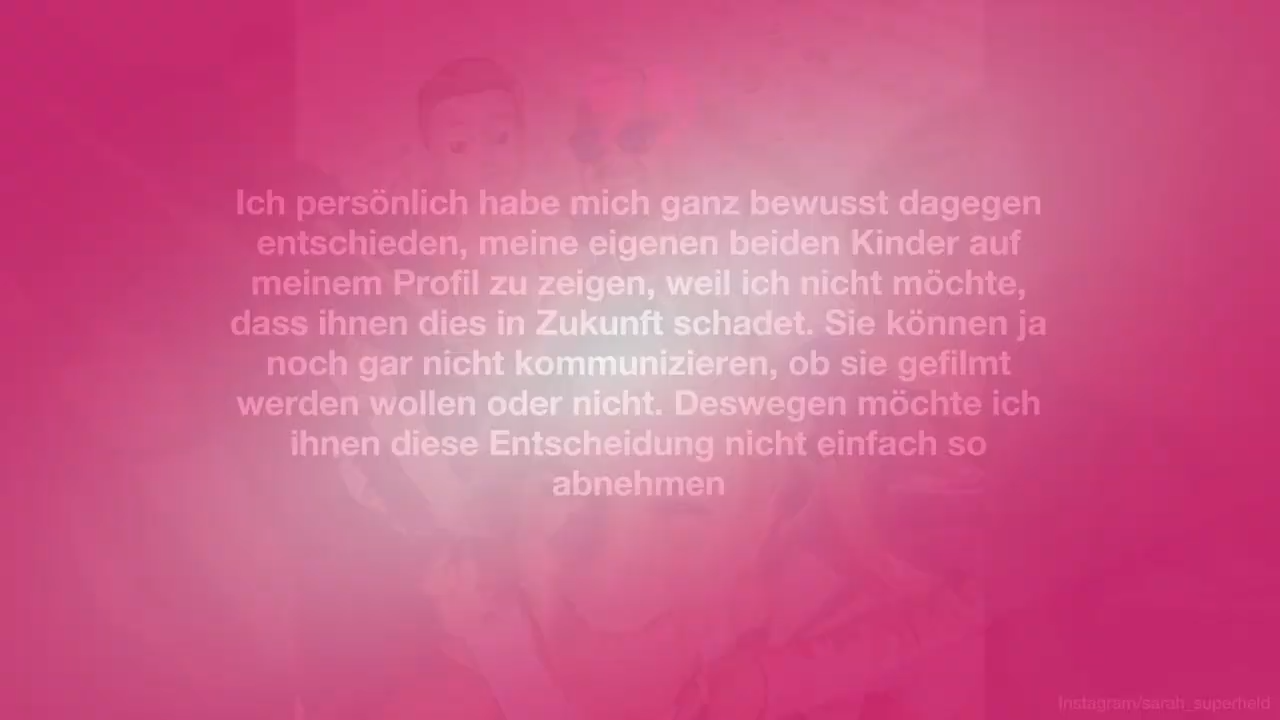 Ich persönlich habe mich ganz bewusst dagegen
entschieden, meine eigenen beiden Kinder auf
meinem Profil zu zeigen, weil ich nicht möchte,
dass ihnen dies in Zukunft schadet. Sie können ja
noch gar nicht kommunizieren, ob sie gefilmt
werden wollen oder nicht. Deswegen möchte ich
ihnen diese Entscheidung nicht einfach so
abnehmen
Instagram/sarah_superheld